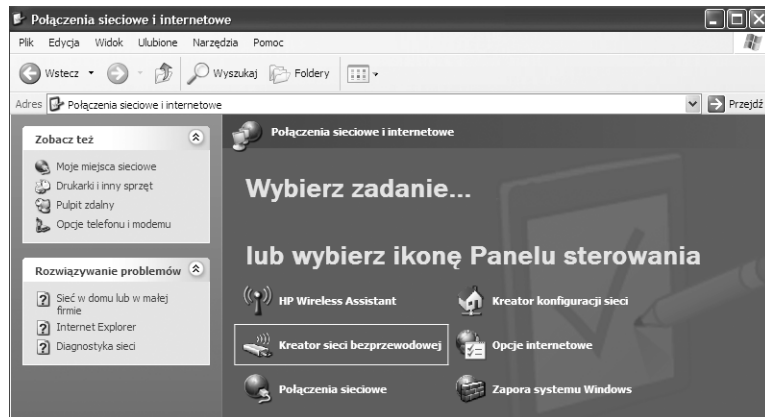 Połączenia sieciowe i internetowe
Plik Edycja Widok Ulubione Narzędzia Pomoc
Wstecz Wyszukaj Foldery
Adres Połączenia sieciowe i internetowe Przejdź
Zobacz też
Moje miejsca sieciowe
Drukarki i inny sprzęt
Pulpit zdalny
Opcje telefonu i modemu
Rozwiązywanie problemów
Sieć w domu lub w małej
firmie
Internet Explorer
Diagnostyka sieci
Połączenia sieciowe i internetowe
Wybierz zadanie...
lub wybierz ikonę Panelu sterowania
HP Wireless Assistant Kreator konfiguracji sieci
Kreator sieci bezprzewodowej Opcje internetowe
Połączenia sieciowe Zapora systemu Windows